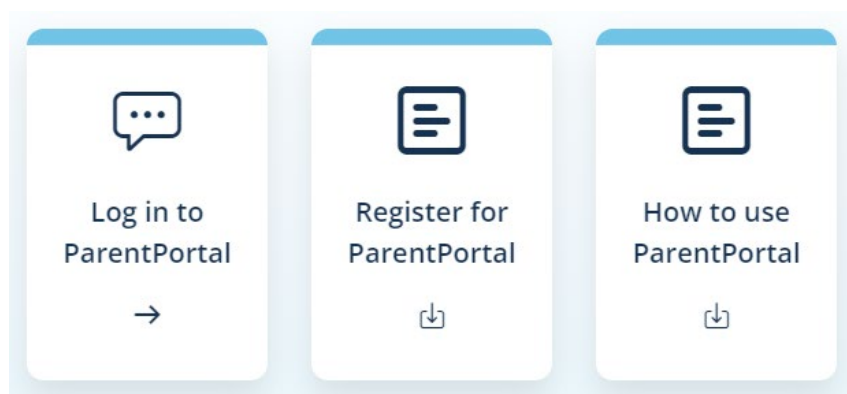 Log in to
ParentPortal
Register for
ParentPortal
How to use
ParentPortal